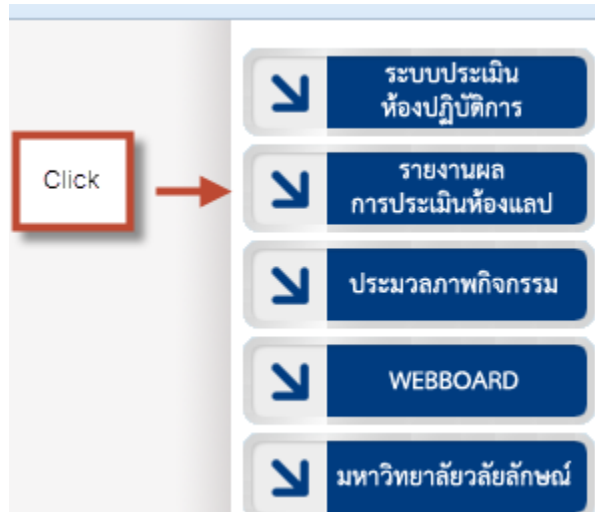 ระบบประเมิน
ห้องปฏิบัติการ
Click
รายงานผล
การประเมินห้องแลป
ประมวลภาพกิจกรรม
WEBBOARD
มหาวิทยาลัยวลัยลักษณ์